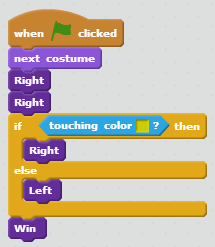 when clicked
next costume
Right
Right
if touching color ? then
Right
else
Left
Win